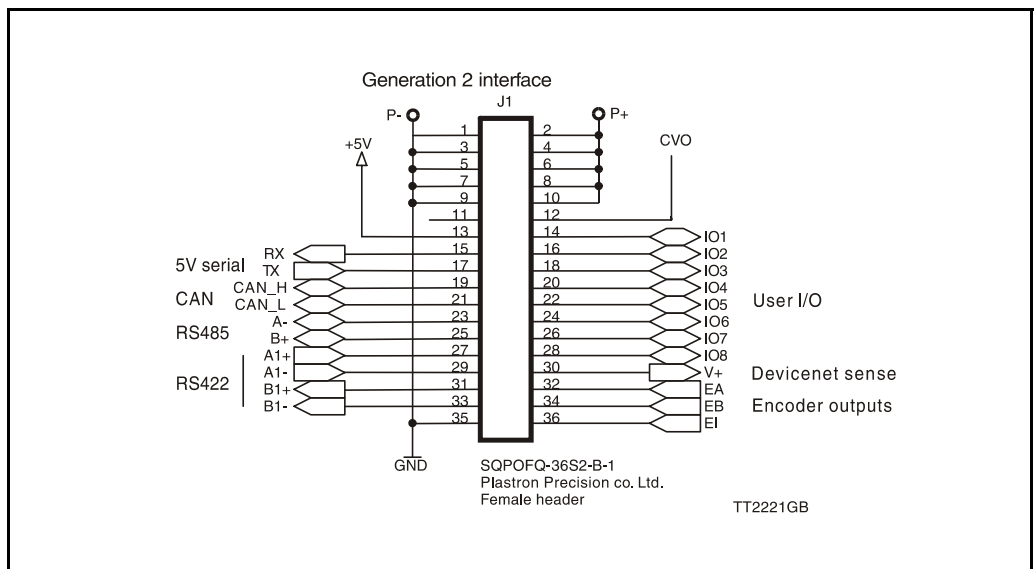 Generation 2 interface
J1
P- P+
1 2
+5V 3 4 CVO
5 6
7 8
9 10
11 12
13 14 IO1
RX 15 16 IO2
5V serial TX 17 18 IO3
CAN_H 19 20 IO4
CAN CAN_L 21 22 IO5 User I/O
A- 23 24 IO6
RS485 B+ 25 26 IO7
A1+ 27 28 IO8
A1- 29 30 V+ Devicenet sense
RS422 B1+ 31 32 EA
B1- 33 34 EB Encoder outputs
35 36 EI
GND
SQPOFQ-36S2-B-1
Plastron Precision co. Ltd.
Female header
TT2221GB